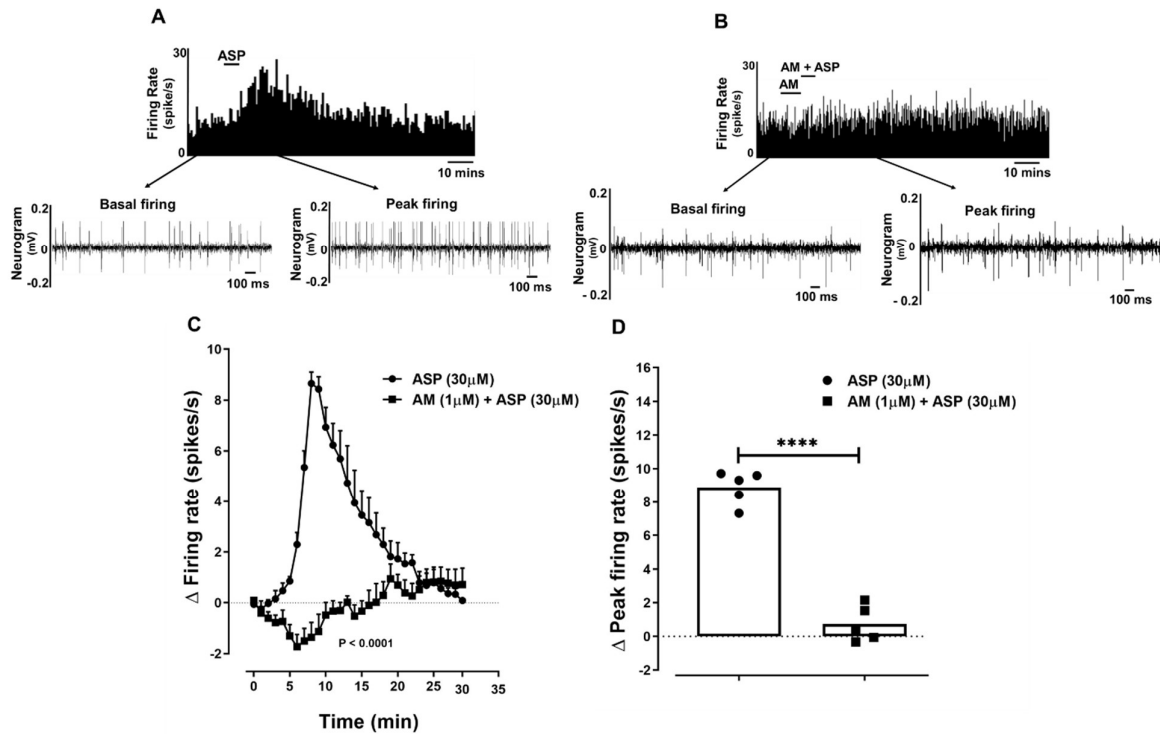 A
30
ASP
Firing Rate
(spike/s)
0
10 mins
Basal firing
0.2
Neurogram
(mV)
0
-0.2
100 ms
Peak firing
0.2
Neurogram
(mV)
0
-0.2
100 ms
B
30
AM + ASP
AM
Firing Rate
(spike/s)
0
10 mins
Basal firing
0.2
Neurogram
(mV)
0
- 0.2
100 ms
Peak firing
0.2
Neurogram
(mV)
0
- 0.2
100 ms
C
10
8
6
4
2
0
-2
Δ Firing rate (spikes/s)
ASP (30μM)
AM (1μM) + ASP (30μM)
P < 0.0001
0 5 10 15 20 25 30 35
Time (min)
D
16
14
12
10
8
6
4
2
0
-2
Δ Peak firing rate (spikes/s)
ASP (30μM)
AM (1μM) + ASP (30μM)
****